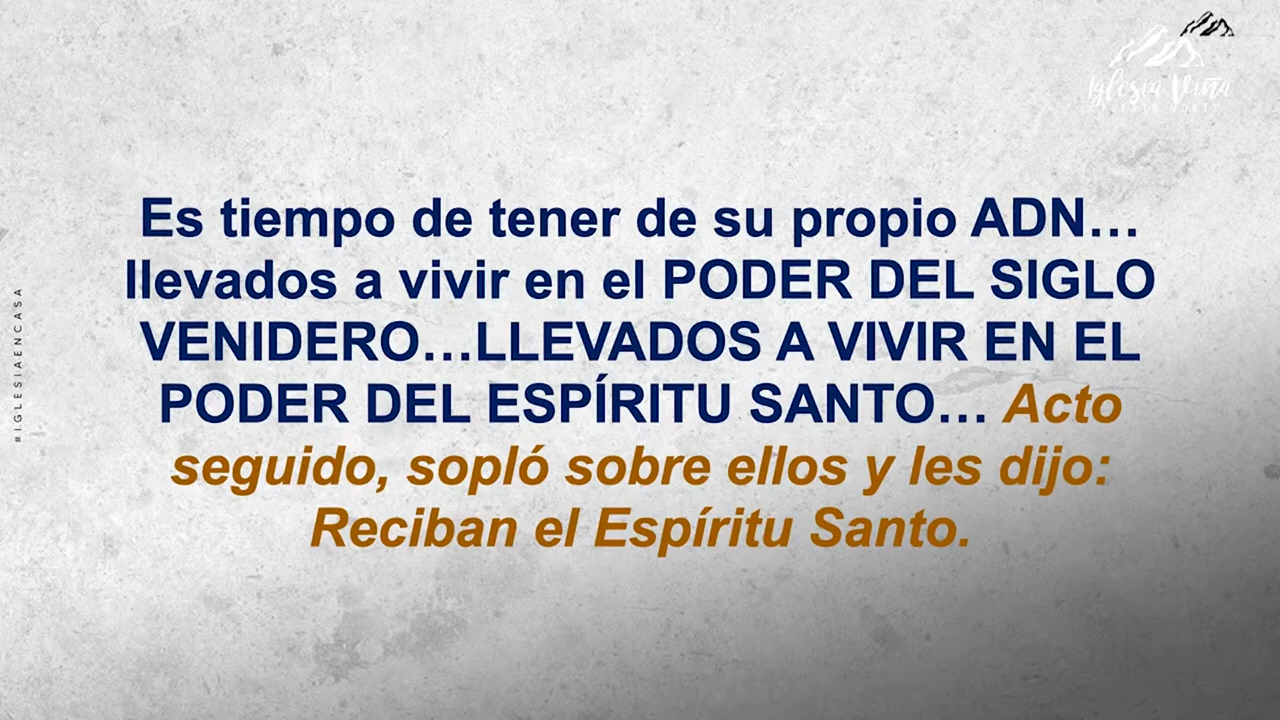 Iglesia Viña
Es tiempo de tener de su propio ADN...
llevados a vivir en el PODER DEL SIGLO
VENIDERO...LLEVADOS A VIVIR EN EL
PODER DEL ESPÍRITU SANTO... Acto
seguido, sopló sobre ellos y les dijo:
Reciban el Espíritu Santo.
#IGLESIAENCASA